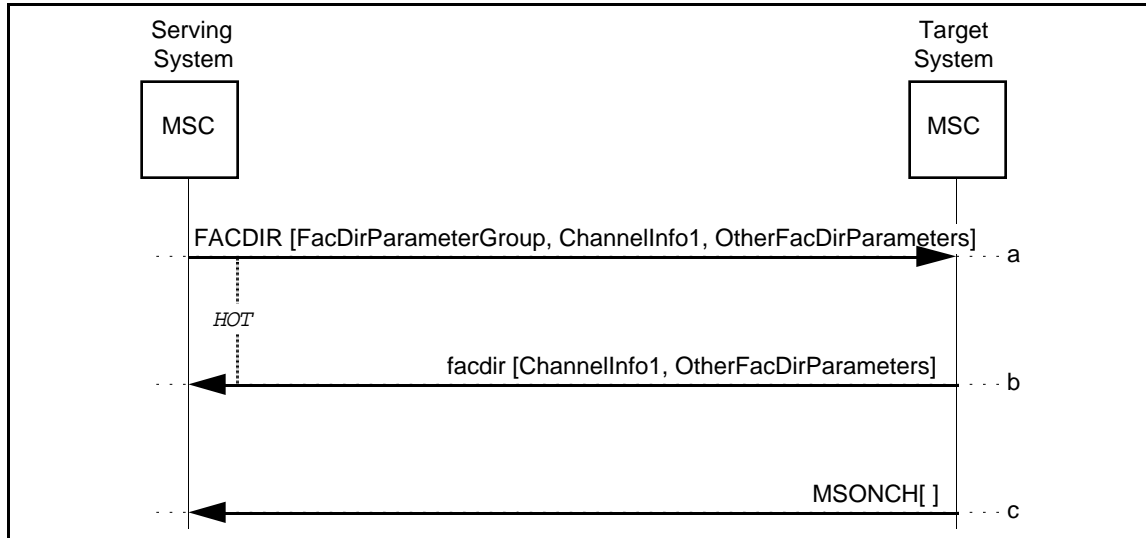 Serving
System
Target
System
MSC
MSC
FACDIR [FacDirParameterGroup, ChannelInfo1, OtherFacDirParameters]
a
HOT
facdir [ChannelInfo1, OtherFacDirParameters]
b
MSONCH[ ]
c